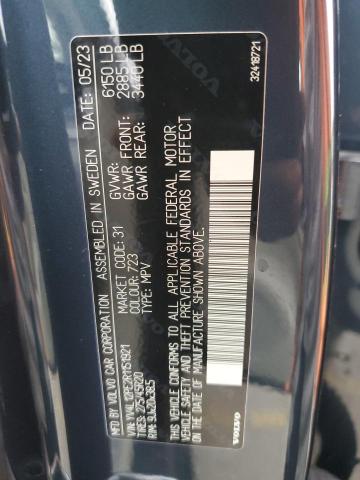 MFD BY VOLVO CAR CORPORATION ASSEMBLED IN SWEDEN DATE: 05/23
MARKET CODE: 31 GVWR: 6150 LB
COLOUR: 723 GAWR FRONT: 2885 LB
TYPE: MPV GAWR REAR: 3440 LB
THIS VEHICLE CONFORMS TO ALL APPLICABLE FEDERAL MOTOR
VEHICLE SAFETY AND THEFT PREVENTION STANDARDS IN EFFECT
ON THE DATE OF MANUFACTURE SHOWN ABOVE.
VOLVO
32418721